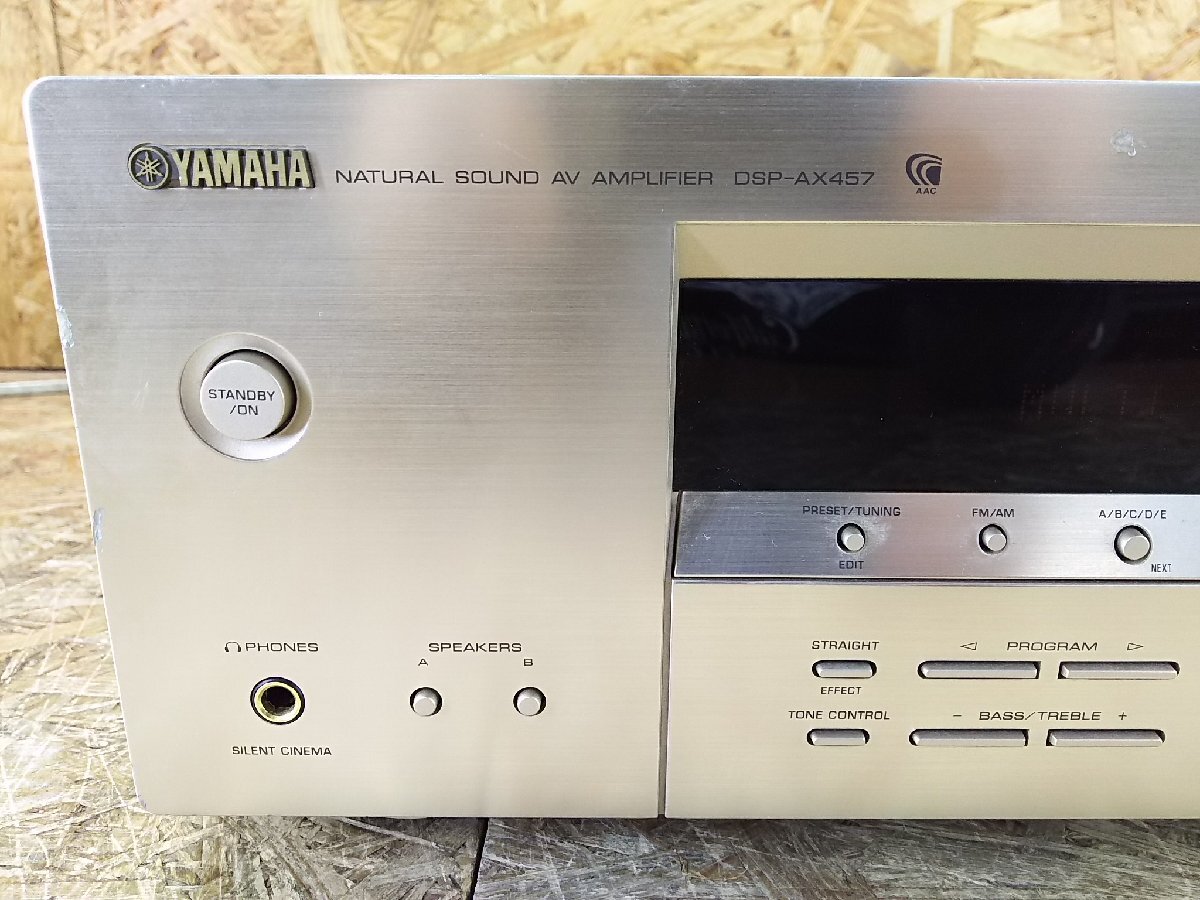 YAMAHA NATURAL SOUND AV AMPLIFIER DSP-AX457
AAC
STANDBY
/ON
PRESET/TUNING FM/AM A/B/C/D/E
EDIT NEXT
PHONES SPEAKERS
A B
SILENT CINEMA
STRAIGHT PROGRAM
EFFECT
TONE CONTROL - BASS/TREBLE +